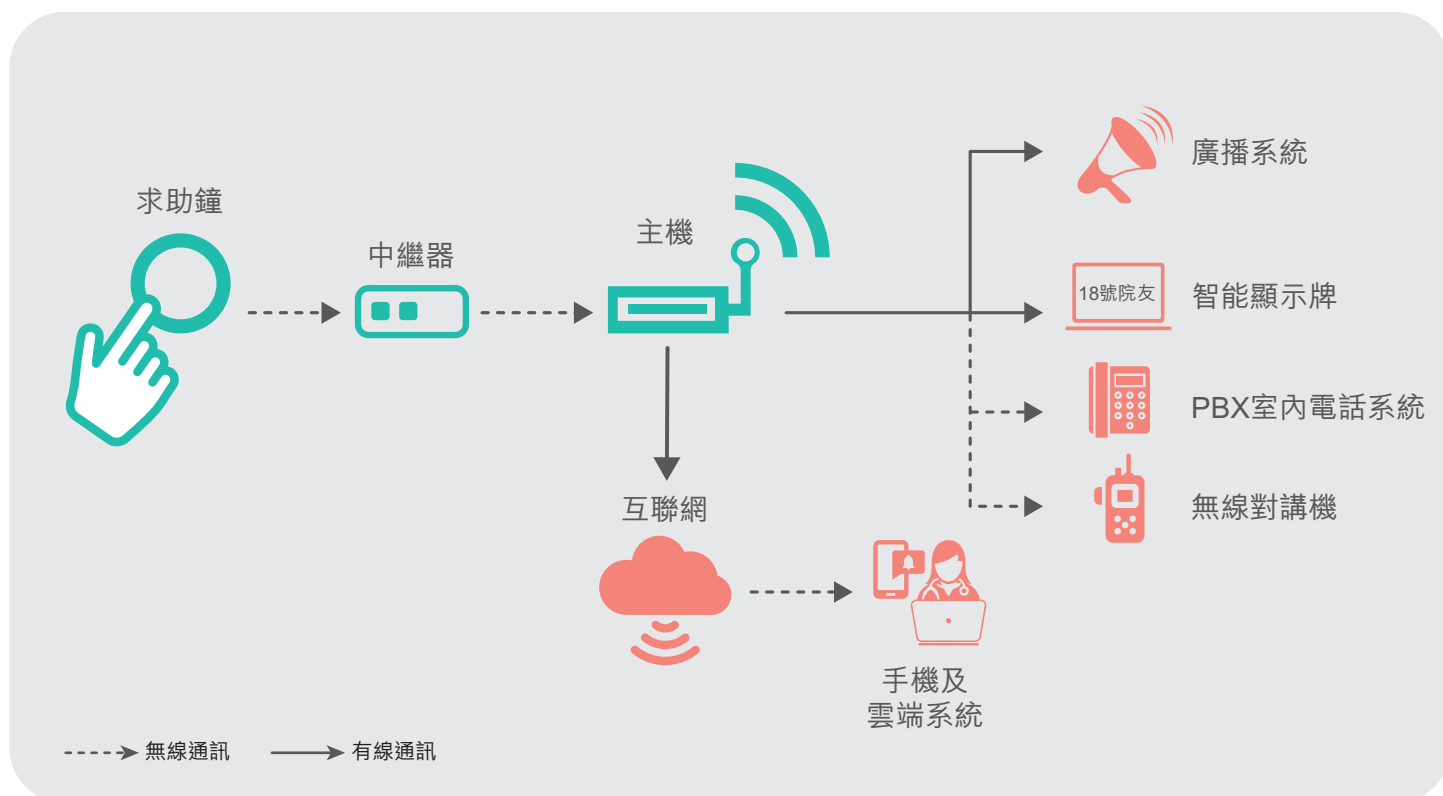 求助鐘
中繼器
主機
廣播系統
18號院友
智能顯示牌
PBX室內電話系統
無線對講機
互聯網
手機及
雲端系統
無線通訊
有線通訊